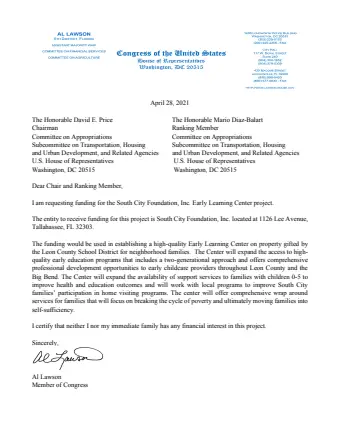 AL LAWSON
5TH DISTRICT, FLORIDA
COMMITTEE ON FINANCIAL SERVICES
COMMITTEE ON AGRICULTURE
Congress of the United States
House of Representatives
Washington, DC 20515
April 28, 2021
The Honorable David E. Price The Honorable Mario Diaz-Balart
Chairman Ranking Member
Committee on Appropriations Committee on Appropriations
Subcommittee on Transportation, Housing Subcommittee on Transportation, Housing
and Urban Development, and Related Agencies and Urban Development, and Related Agencies
U.S. House of Representatives U.S. House of Representatives
Washington, DC 20515 Washington, DC 20515
Dear Chair and Ranking Member,
I am requesting funding for the South City Foundation, Inc. Early Learning Center project.
The entity to receive funding for this project is South City Foundation, Inc. located at 1126 Lee Avenue,
Tallahassee, FL 32303.
The funding would be used in establishing a high-quality Early Learning Center on property gifted by
the Leon County School District for neighborhood families. The Center will expand the access to high-
quality early education programs that includes a two-generational approach and offers comprehensive
professional development opportunities to early childcare providers throughout Leon County and the
Big Bend. The Center will expand the availability of support services to families with children 0-5 to
improve health and education outcomes and will work with local programs to improve South City
families' participation in home visiting programs. The center will offer comprehensive wrap around
services for families that will focus on breaking the cycle of poverty and ultimately moving families into
self-sufficiency.
I certify that neither I nor my immediate family has any financial interest in this project.
Sincerely,
Al Lawson
Al Lawson
Member of Congress